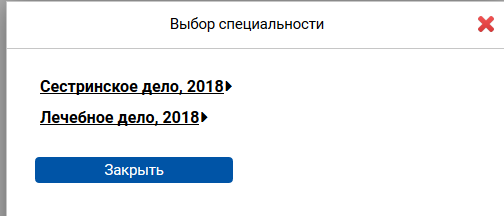 Выбор специальности
Сестринское дело, 2018
Лечебное дело, 2018
Закрыть